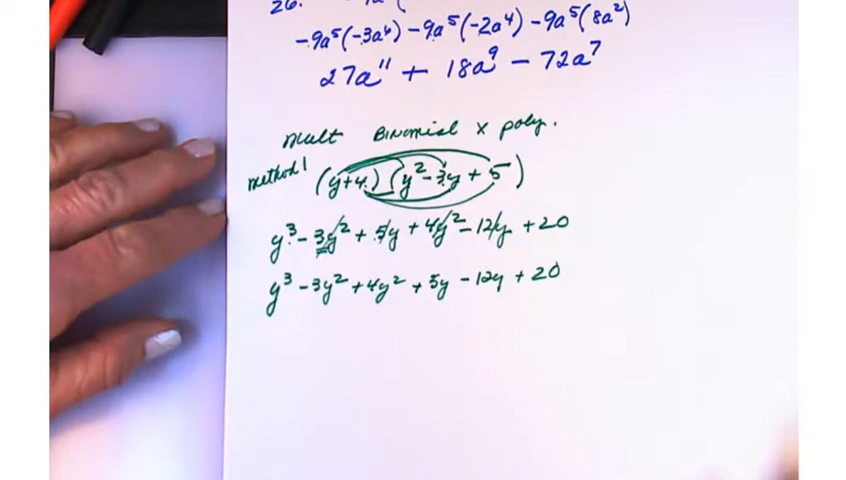 26.
-9a⁵(-3a⁶) -9a⁵(-2a⁴) -9a⁵(8a²)
27a¹¹ + 18a⁹ - 72a⁷
Mult Binomial x poly.
method 1 (y+4)(y²-3y+5)
y³ - 3y² + 5y + 4y² - 12y + 20
y³ - 3y² + 4y² + 5y - 12y + 20